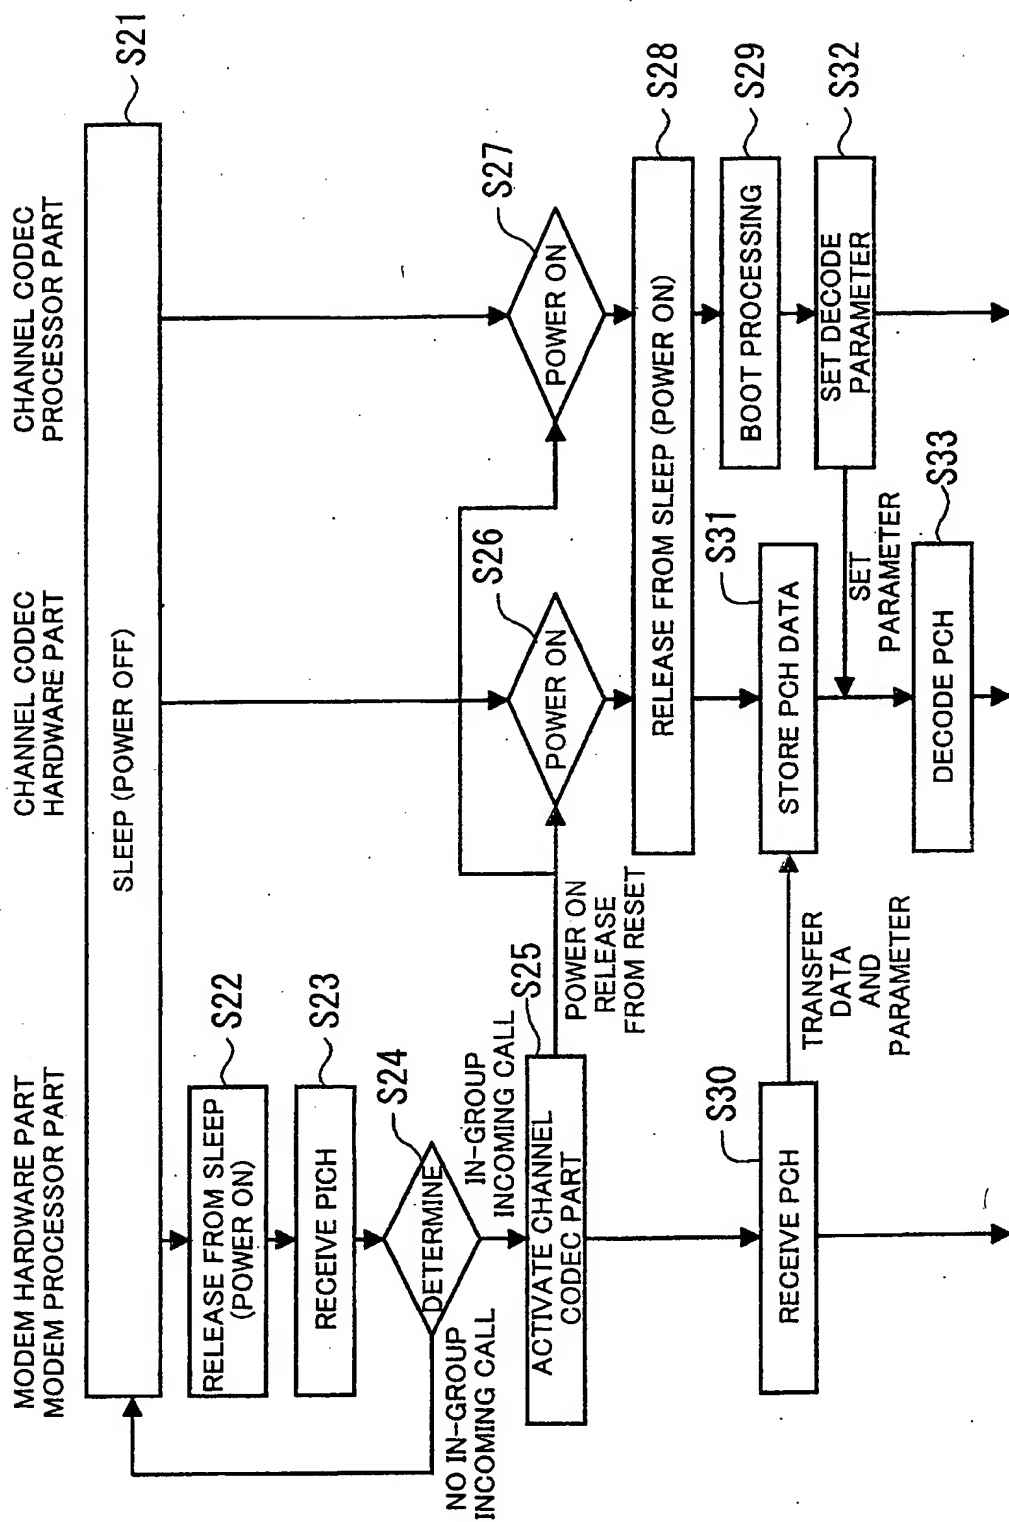 MODEM HARDWARE PART
MODEM PROCESSOR PART
CHANNEL CODEC
HARDWARE PART
CHANNEL CODEC
PROCESSOR PART
SLEEP (POWER OFF)
S21
RELEASE FROM SLEEP
(POWER ON)
S22
RECEIVE PICH
S23
DETERMINE
S24
NO IN-GROUP
INCOMING CALL
IN-GROUP
INCOMING CALL
ACTIVATE CHANNEL
CODEC PART
S25
POWER ON
RELEASE
FROM RESET
POWER ON
S26
POWER ON
S27
RELEASE FROM SLEEP (POWER ON)
S28
BOOT PROCESSING
S29
RECEIVE PCH
S30
TRANSFER
DATA
AND
PARAMETER
STORE PCH DATA
S31
SET DECODE
PARAMETER
S32
SET
PARAMETER
DECODE PCH
S33